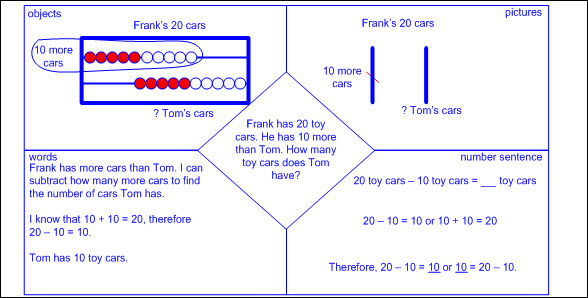 objects
Frank's 20 cars
10 more
cars
? Tom's cars
pictures
Frank's 20 cars
10 more
cars
? Tom's cars
Frank has 20 toy
cars. He has 10 more
than Tom. How many
toy cars does Tom
have?
words
Frank has more cars than Tom. I can
subtract how many more cars to find
the number of cars Tom has.
I know that 10 + 10 = 20, therefore
20 – 10 = 10.
Tom has 10 toy cars.
number sentence
20 toy cars – 10 toy cars = ___ toy cars
20 – 10 = 10 or 10 + 10 = 20
Therefore, 20 – 10 = 10 or 10 = 20 – 10.